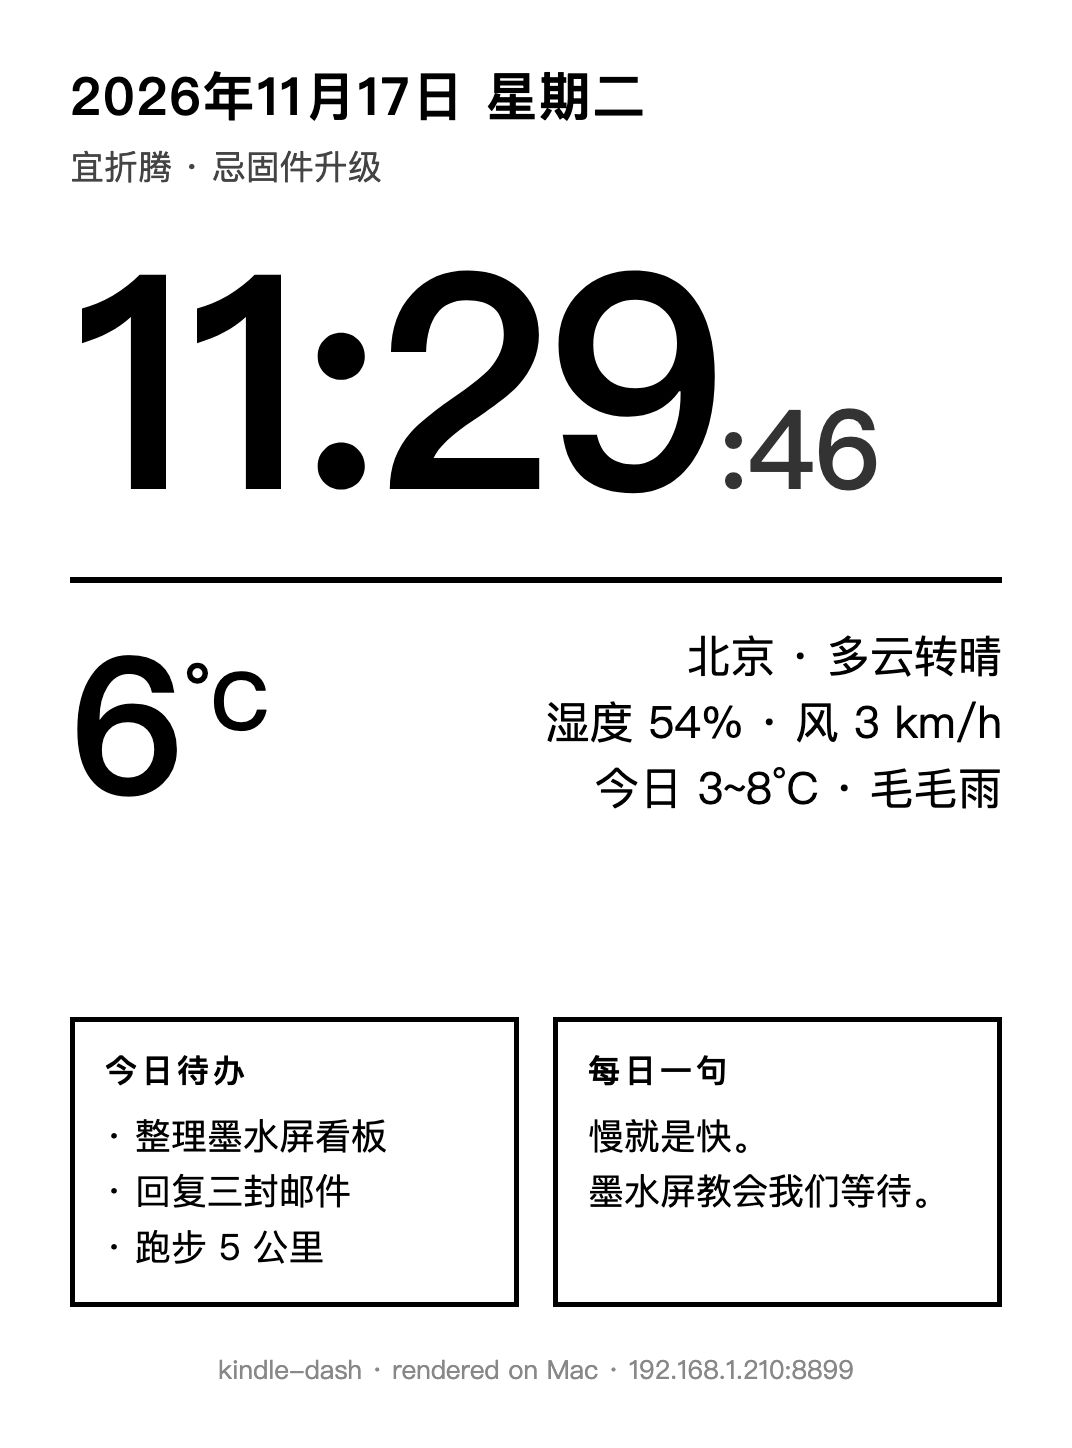 2026年11月17日 星期二
宜折腾 · 忌固件升级
11:29:46
6°C
北京 · 多云转晴
湿度 54% · 风 3 km/h
今日 3~8°C · 毛毛雨
今日待办
· 整理墨水屏看板
· 回复三封邮件
· 跑步 5 公里
每日一句
慢就是快。
墨水屏教会我们等待。
kindle-dash · rendered on Mac · 192.168.1.210:8899